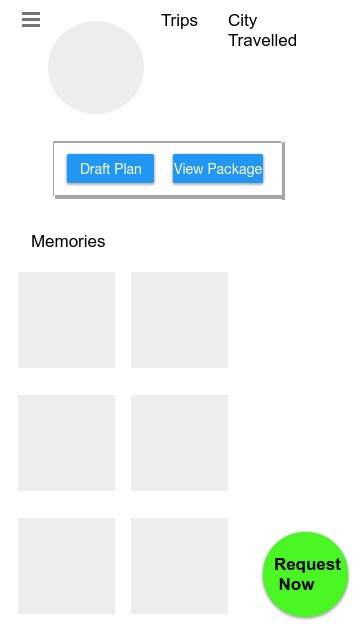 Trips
City
Travelled
Draft Plan
View Package
Memories
Request
Now